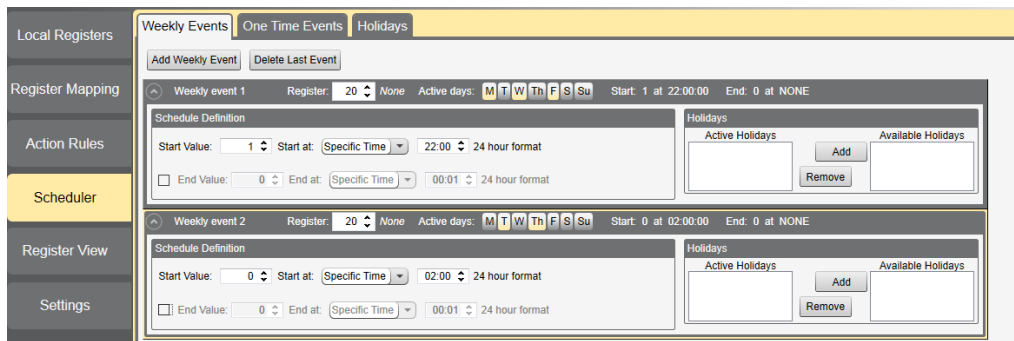 Weekly Events One Time Events Holidays
Local Registers
Register Mapping
Action Rules
Scheduler
Register View
Settings
Add Weekly Event Delete Last Event
Weekly event 1 Register: 20 None Active days: M T W Th F S Su Start: 1 at 22:00:00 End: 0 at NONE
Schedule Definition
Start Value: 1 Start at: Specific Time 22:00 24 hour format
End Value: 0 End at: Specific Time 00:01 24 hour format
Holidays
Active Holidays Available Holidays
Add
Remove
Weekly event 2 Register: 20 None Active days: M T W Th F S Su Start: 0 at 02:00:00 End: 0 at NONE
Schedule Definition
Start Value: 0 Start at: Specific Time 02:00 24 hour format
End Value: 0 End at: Specific Time 00:01 24 hour format
Holidays
Active Holidays Available Holidays
Add
Remove